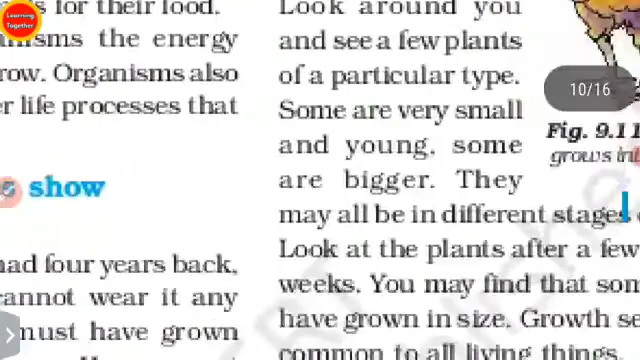 Learning
Together
for their food.
the energy
row. Organisms also
life processes that
show
had four years back,
cannot wear it any
must have grown
Look around you
and see a few plants
of a particular type.
Some are very small
and young, some
are bigger. They
may all be in different stages
Look at the plants after a few
weeks. You may find that som
have grown in size. Growth se
common to all living things.
10/16
Fig. 9.11
grows int